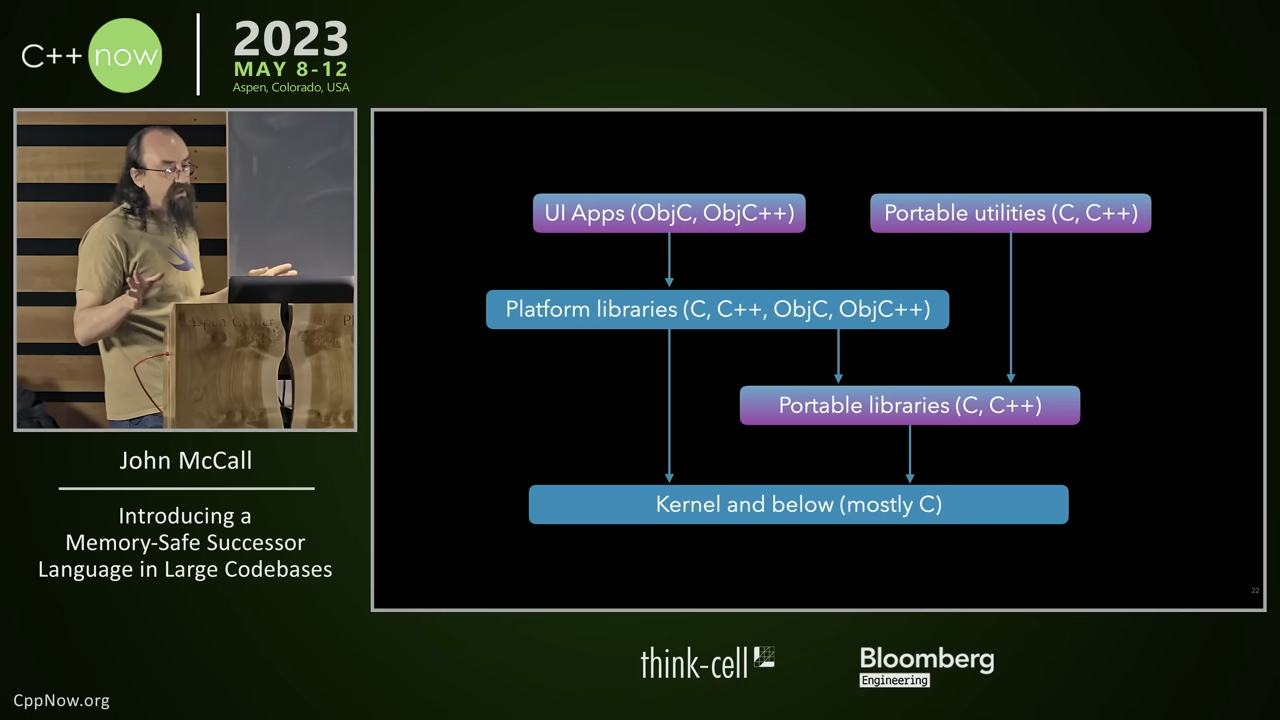 C++ now
2023
MAY 8-12
Aspen, Colorado, USA
John McCall
Introducing a
Memory-Safe Successor
Language in Large Codebases
UI Apps (ObjC, ObjC++)
Portable utilities (C, C++)
Platform libraries (C, C++, ObjC, ObjC++)
Portable libraries (C, C++)
Kernel and below (mostly C)
22
think-cell
Bloomberg
Engineering
CppNow.org